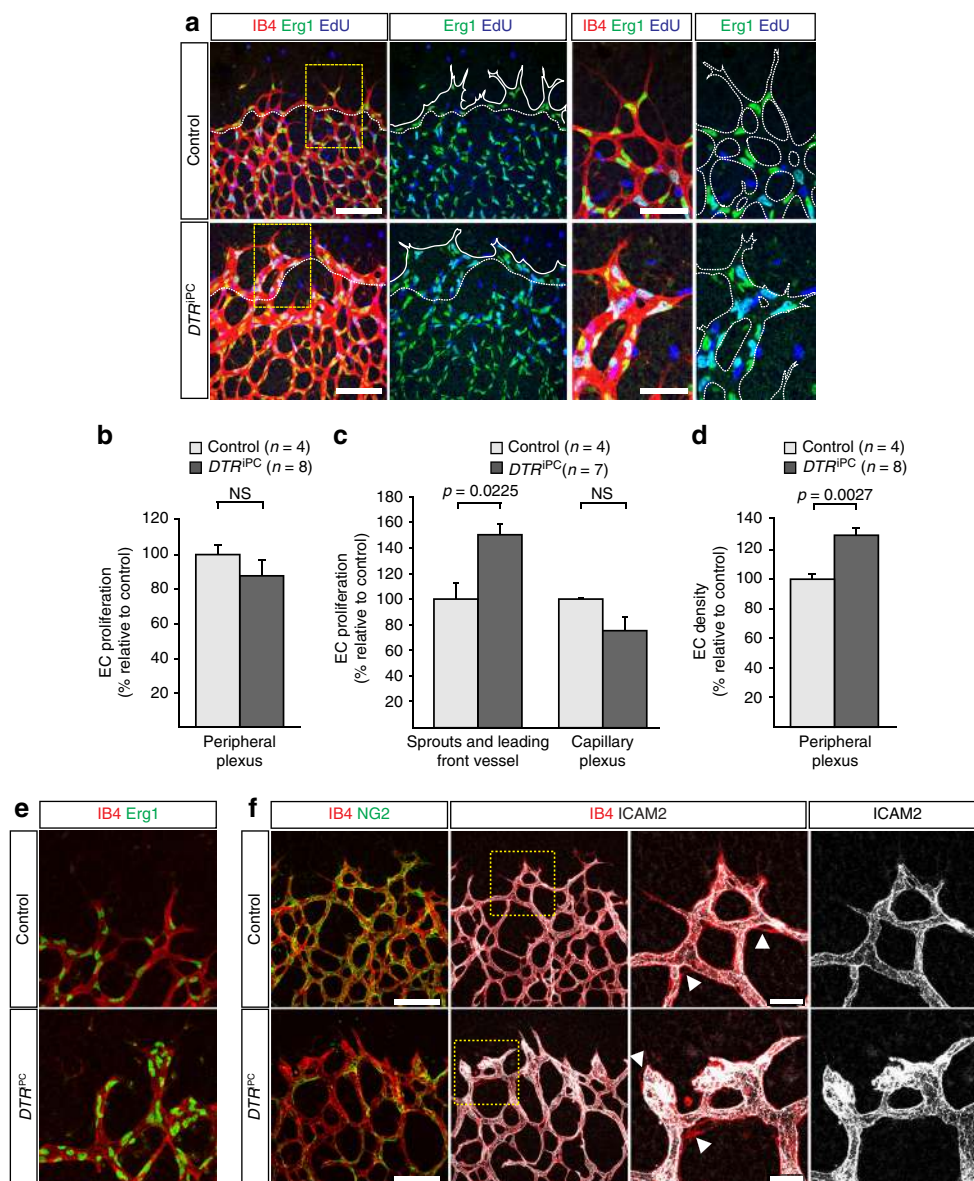 a
IB4 Erg1 EdU
Erg1 EdU
IB4 Erg1 EdU
Erg1 EdU
Control
DTRiPC
b
Control (n = 4)
DTRiPC (n = 8)
NS
120
100
80
60
40
20
EC proliferation
(% relative to control)
Peripheral
plexus
c
Control (n = 4)
DTRiPC (n = 7)
p = 0.0225
NS
180
160
140
120
100
80
60
40
20
EC proliferation
(% relative to control)
Sprouts and leading
front vessel
Capillary
plexus
d
Control (n = 4)
DTRiPC (n = 8)
p = 0.0027
140
120
100
80
60
40
20
EC density
(% relative to control)
Peripheral
plexus
e
IB4 Erg1
Control
DTRiPC
f
IB4 NG2
IB4 ICAM2
ICAM2
Control
DTRiPC